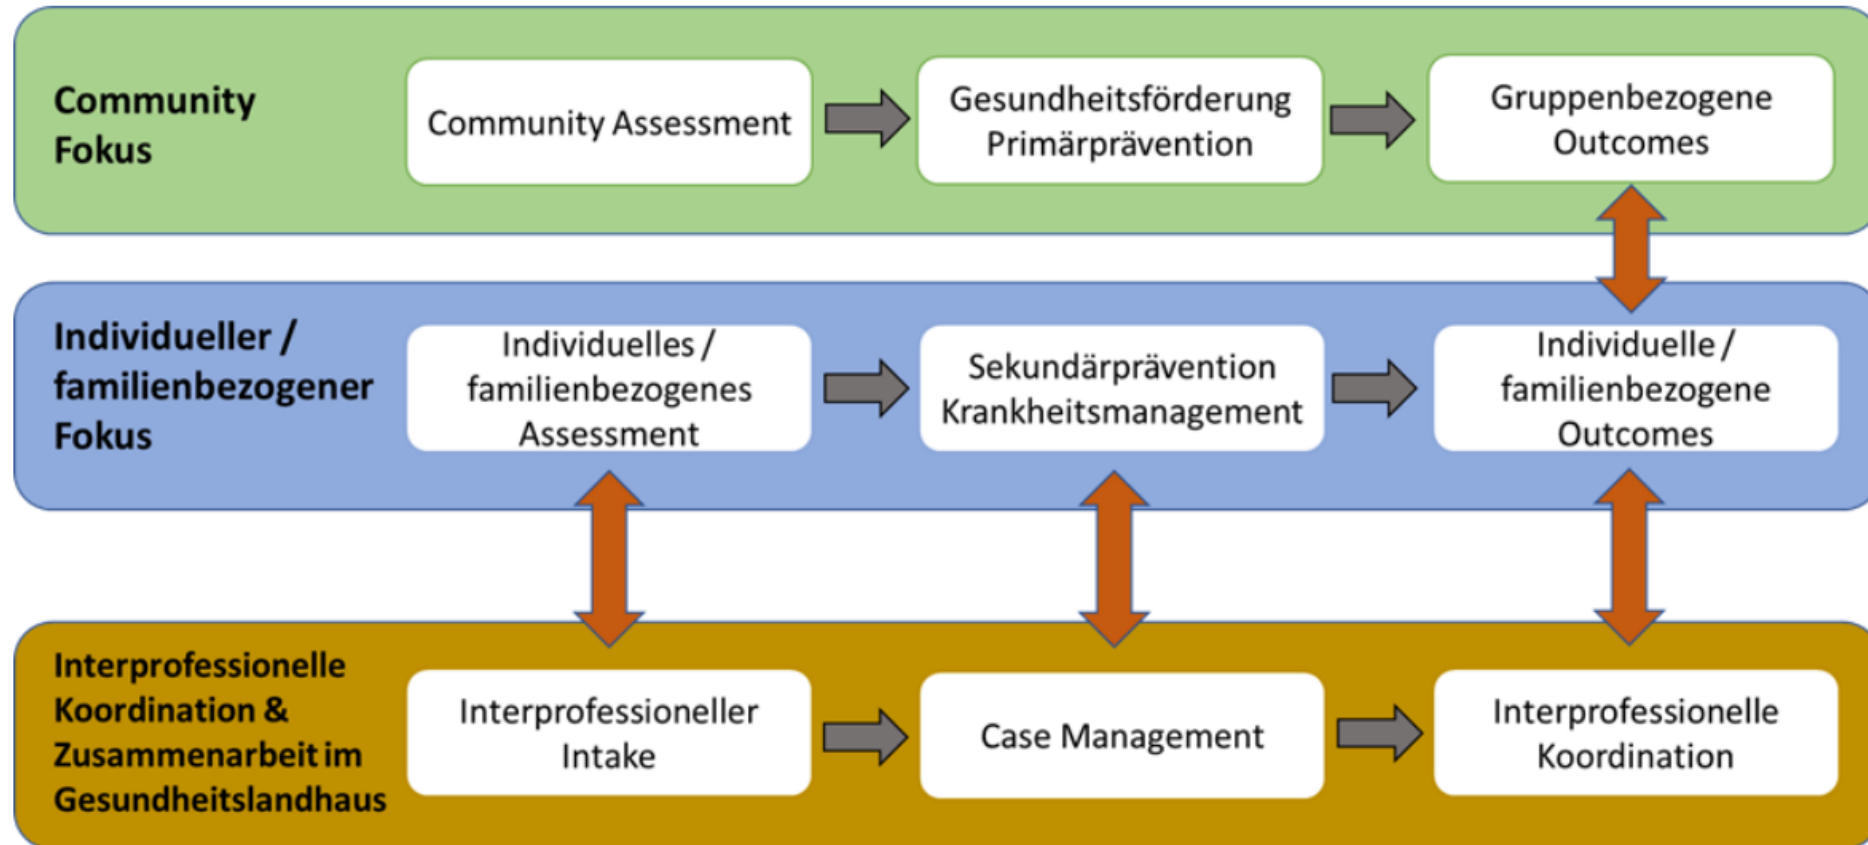 Community
Fokus
Community Assessment
Gesundheitsförderung
Primärprävention
Gruppenbezogene
Outcomes
Individueller /
familienbezogener
Fokus
Individuelles /
familienbezogenes
Assessment
Sekundärprävention
Krankheitsmanagement
Individuelle /
familienbezogene
Outcomes
Interprofessionelle
Koordination &
Zusammenarbeit im
Gesundheitslandhaus
Interprofessioneller
Intake
Case Management
Interprofessionelle
Koordination